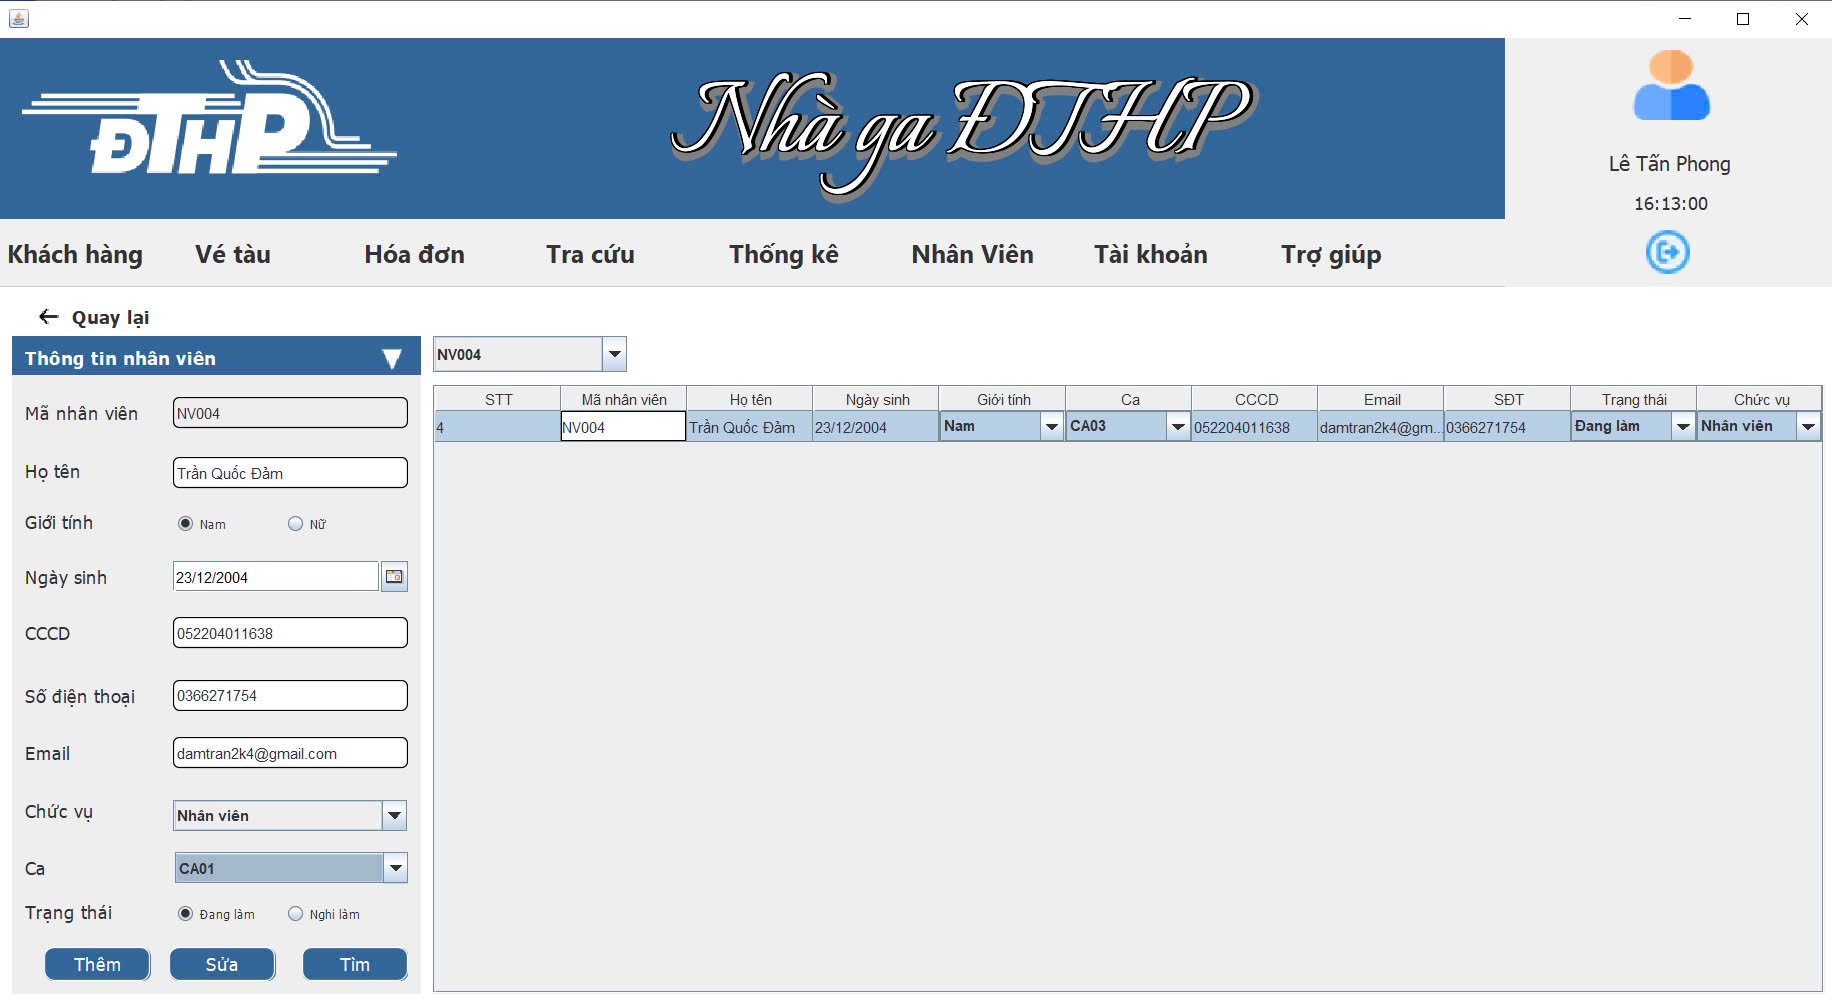 ĐTHP
Nhà ga ĐTHP
Lê Tấn Phong
16:13:00
Khách hàng Vé tàu Hóa đơn Tra cứu Thống kê Nhân Viên Tài khoản Trợ giúp
Quay lại
Thông tin nhân viên
Mã nhân viên NV004
Họ tên Trần Quốc Đảm
Giới tính Nam Nữ
Ngày sinh 23/12/2004
CCCD 052204011638
Số điện thoại 0366271754
Email damtran2k4@gmail.com
Chức vụ Nhân viên
Ca CA01
Trạng thái Đang làm Nghỉ làm
Thêm Sửa Tìm
NV004
STT Mã nhân viên Họ tên Ngày sinh Giới tính Ca CCCD Email SĐT Trạng thái Chức vụ
4 NV004 Trần Quốc Đảm 23/12/2004 Nam CA03 052204011638 damtran2k4@gm... 0366271754 Đang làm Nhân viên